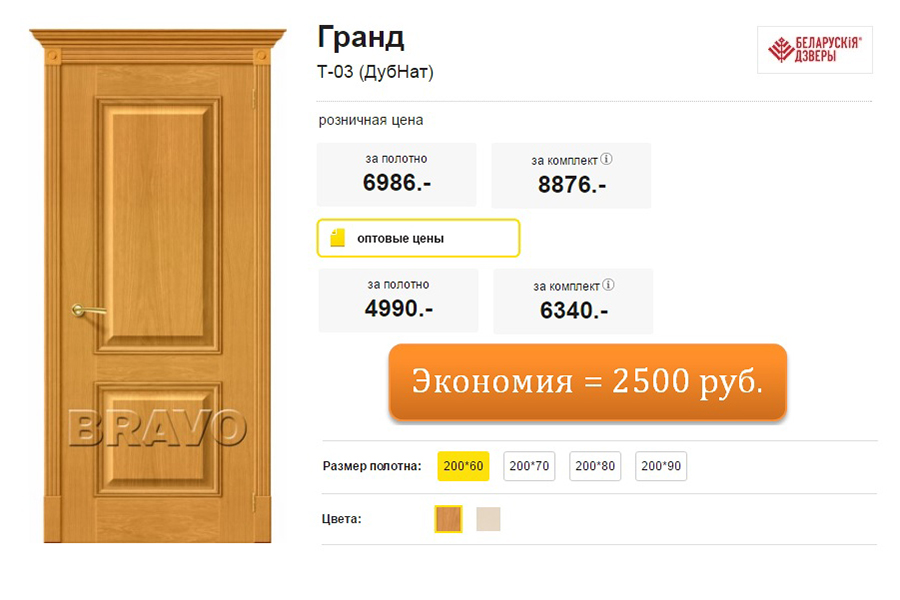 Гранд
Т-03 (ДубНат)
БЕЛАРУСКІЯ®
ДЗВЕРЫ
розничная цена
за полотно
6986.-
за комплект
8876.-
оптовые цены
за полотно
4990.-
за комплект
6340.-
Экономия = 2500 руб.
BRAVO
Размер полотна: 200*60 200*70 200*80 200*90
Цвета: